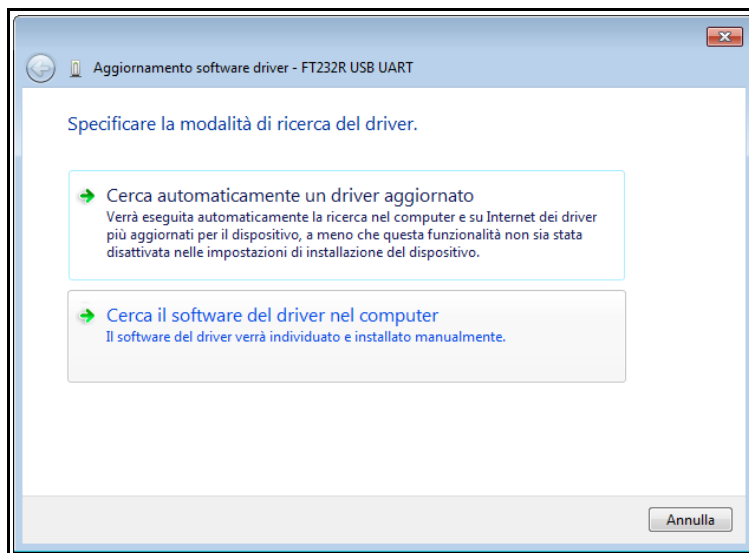 Aggiornamento software driver - FT232R USB UART
Specificare la modalità di ricerca del driver.
Cerca automaticamente un driver aggiornato
Verrà eseguita automaticamente la ricerca nel computer e su Internet dei driver
più aggiornati per il dispositivo, a meno che questa funzionalità non sia stata
disattivata nelle impostazioni di installazione del dispositivo.
Cerca il software del driver nel computer
Il software del driver verrà individuato e installato manualmente.
Annulla